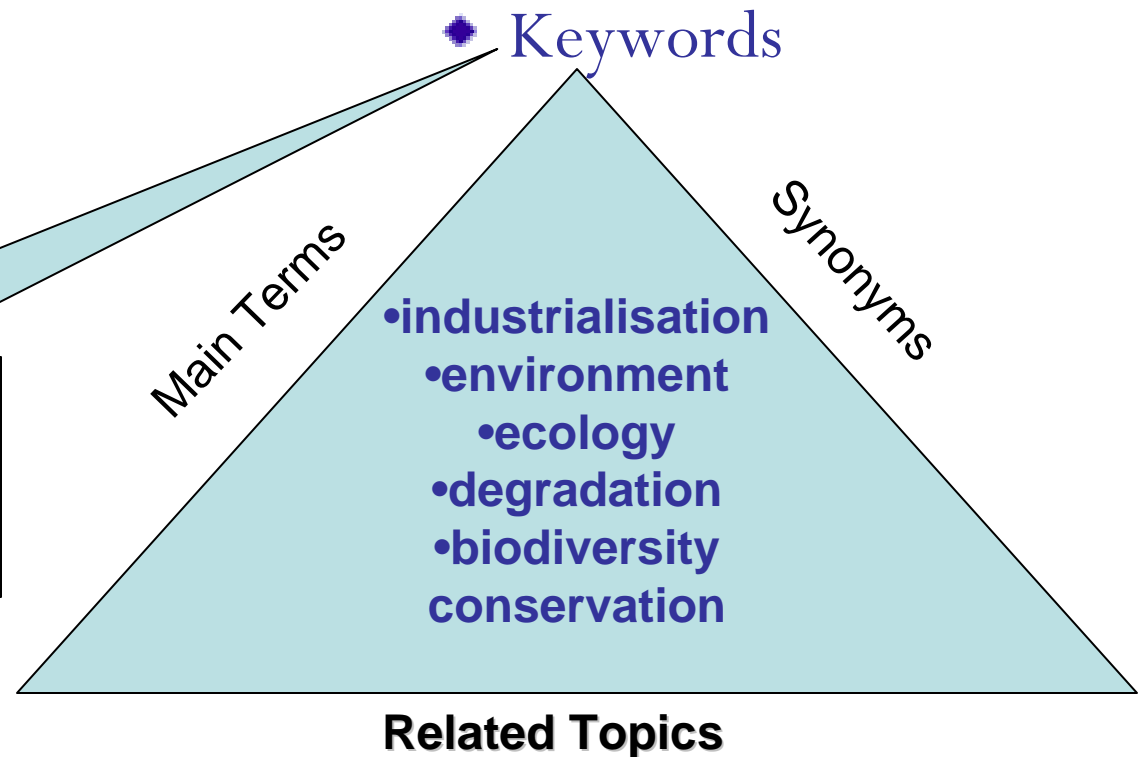 Keywords
Main Terms
Synonyms
•industrialisation
•environment
•ecology
•degradation
•biodiversity
conservation
Related Topics